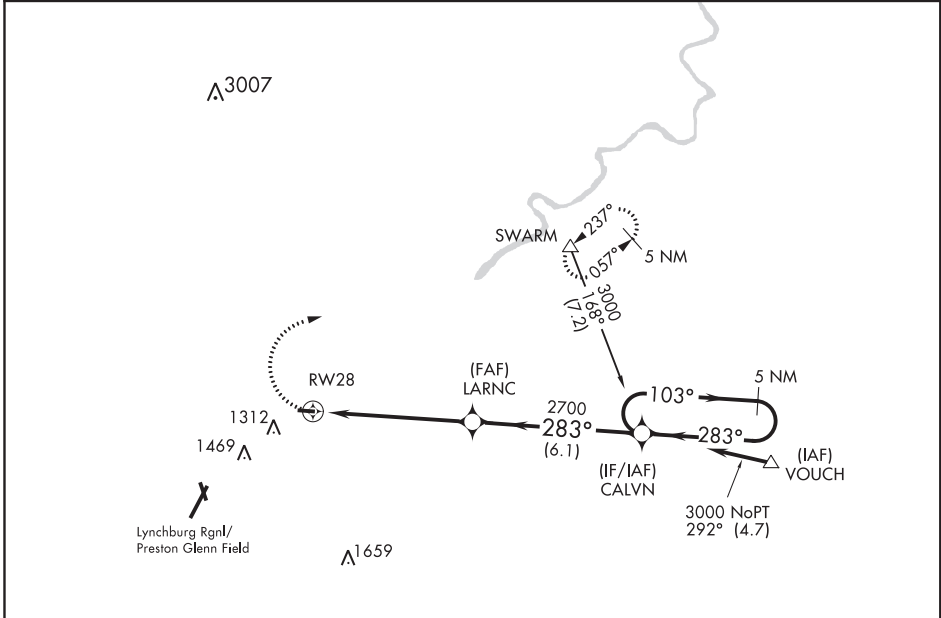 3007
SWARM
237°
057°
5 NM
3000
168°
(7.2)
RW28
(FAF)
LARNC
2700
283°
(6.1)
103°
5 NM
283°
(IF/IAF)
CALVN
(IAF)
VOUCH
3000 NoPT
292° (4.7)
1312
1469
Lynchburg Rgnl/
Preston Glenn Field
1659